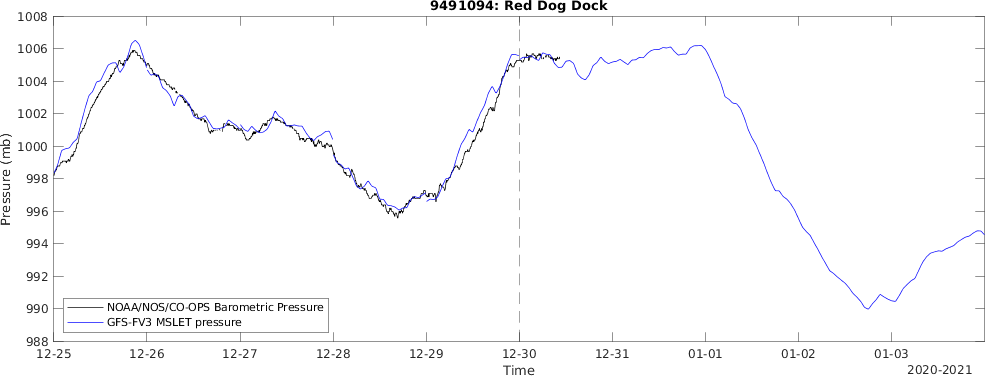 9491094: Red Dog Dock
1008
1006
1004
1002
1000
998
996
994
992
990
988
Pressure (mb)
NOAA/NOS/CO-OPS Barometric Pressure
GFS-FV3 MSLET pressure
12-25 12-26 12-27 12-28 12-29 12-30 12-31 01-01 01-02 01-03
Time
2020-2021